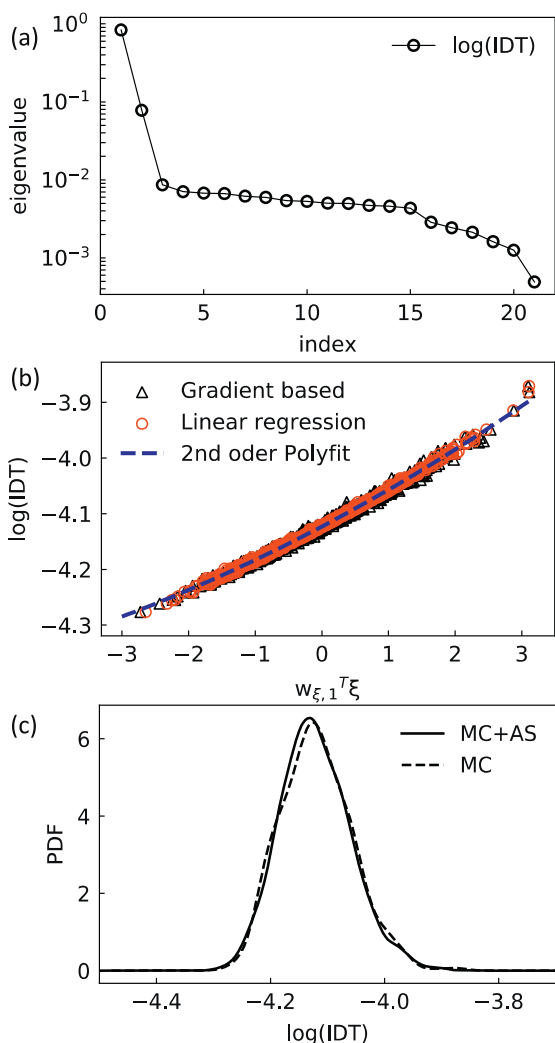 (a)
10⁰
10⁻¹
10⁻²
10⁻³
eigenvalue
log(IDT)
0 5 10 15 20
index
(b)
−3.9
−4.0
−4.1
−4.2
−4.3
log(IDT)
Gradient based
Linear regression
2nd oder Polyfit
−3 −2 −1 0 1 2 3
w_{ξ,1}^Tξ
(c)
6
4
2
0
PDF
MC+AS
MC
−4.4 −4.2 −4.0 −3.8
log(IDT)